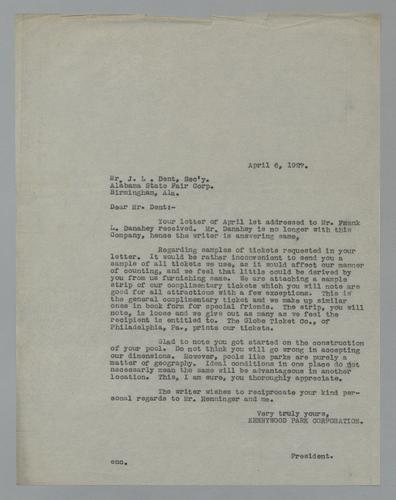 April 6, 1927.
Mr. J. L. Dent, Sec'y.
Alabama State Fair Corp.
Birmingham, Ala.
Dear Mr. Dent:-
Your letter of April 1st addressed to Mr. Frank
L. Danahey received. Mr. Danahey is no longer with this
Company, hence the writer is answering same,
Regarding samples of tickets requested in your
letter. It would be rather inconvenient to send you a
sample of all tickets we use, as it would affect our manner
of counting, and we feel that little could be derived by
you from us furnishing same. We are attaching a sample
strip of our complimentary tickets which you will note are
good for all attractions with a few exceptions. This is
the general complimentary ticket and we make up similar
ones in book form for special friends. The strip, you will
note, is loose and we give out as many as we feel the
recipient is entitled to. The Globe Ticket Co., of
Philadelphia, Pa., prints our tickets.
Glad to note you got started on the construction
of your pool. Do not think you will go wrong in accepting
our dimensions. However, pools like parks are purely a
matter of geography. Ideal conditions in one place do not
necessarly mean the same will be advantageous in another
location. This, I am sure, you thoroughly appreciate.
The writer wishes to reciprocate your kind per-
sonal regards to Mr. Henninger and me.
Very truly yours,
KENNYWOOD PARK CORPORATION.
President.
enc.